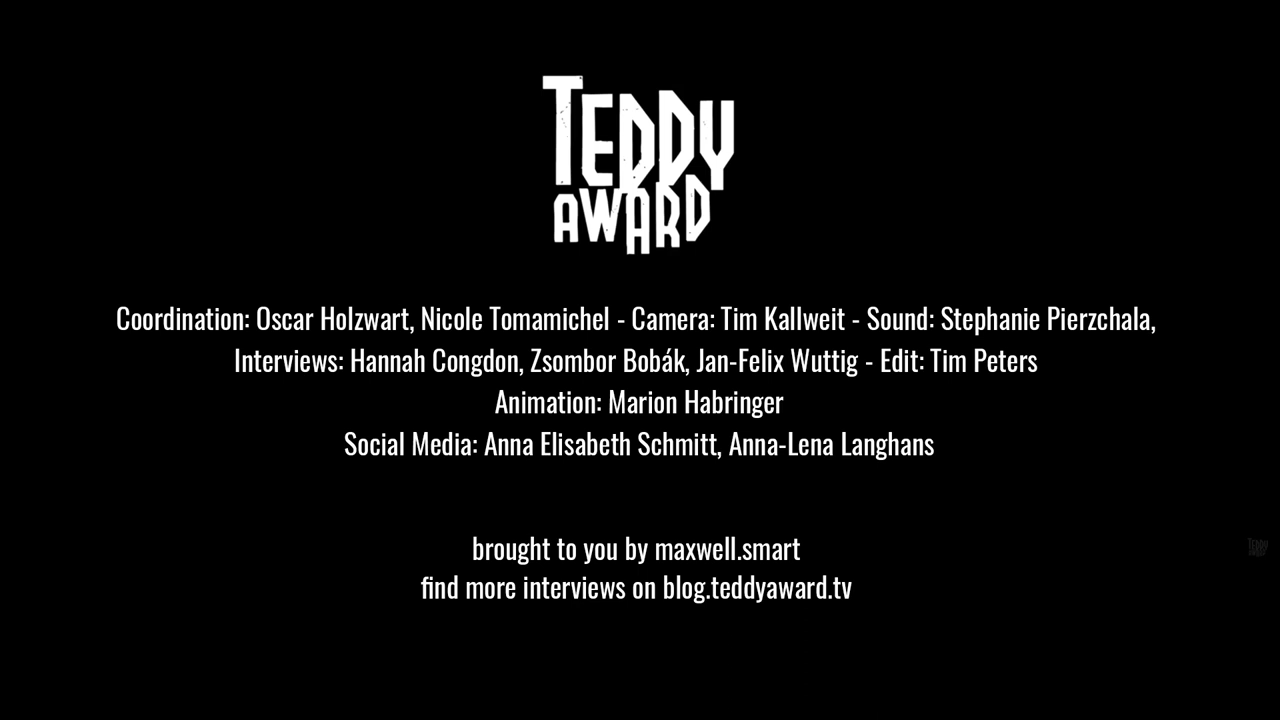 TEDDY
AWARD
Coordination: Oscar Holzwart, Nicole Tomamichel - Camera: Tim Kallweit - Sound: Stephanie Pierzchala,
Interviews: Hannah Congdon, Zsombor Bobák, Jan-Felix Wuttig - Edit: Tim Peters
Animation: Marion Habringer
Social Media: Anna Elisabeth Schmitt, Anna-Lena Langhans
brought to you by maxwell.smart
find more interviews on blog.teddyaward.tv
TEDDY
AWARD